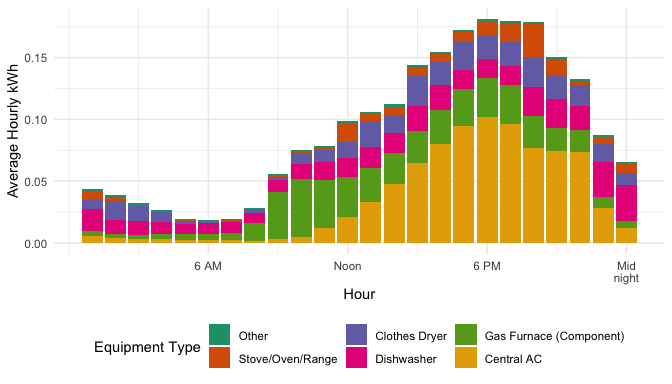 Average Hourly kWh
0.15
0.10
0.05
0.00
6 AM
Noon
6 PM
Mid
night
Hour
Equipment Type
Other
Clothes Dryer
Gas Furnace (Component)
Stove/Oven/Range
Dishwasher
Central AC